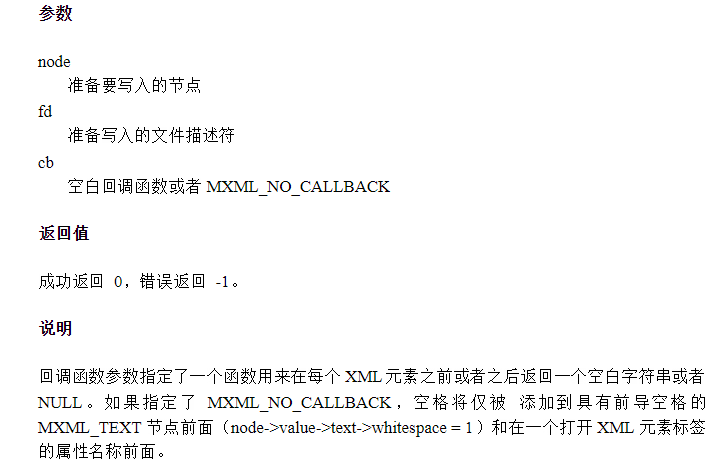 参数
node
准备要写入的节点
fd
准备写入的文件描述符
cb
空白回调函数或者 MXML_NO_CALLBACK
返回值
成功返回 0，错误返回 -1。
说明
回调函数参数指定了一个函数用来在每个 XML 元素之前或者之后返回一个空白字符串或者
NULL。如果指定了 MXML_NO_CALLBACK，空格将仅被 添加到具有前导空格的
MXML_TEXT 节点前面（node->value->text->whitespace = 1）和在一个打开 XML 元素标签
的属性名称前面。